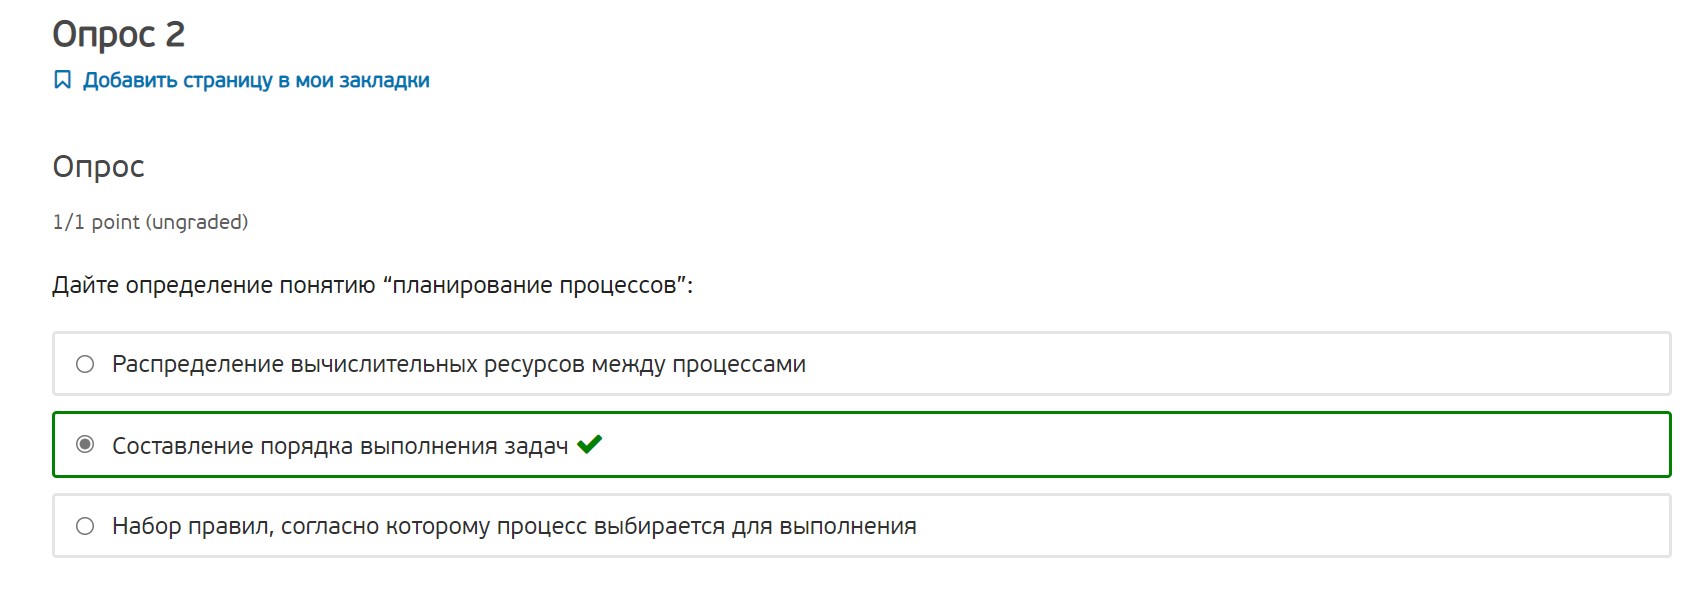 Опрос 2
Добавить страницу в мои закладки
Опрос
1/1 point (ungraded)
Дайте определение понятию “планирование процессов”:
Распределение вычислительных ресурсов между процессами
Составление порядка выполнения задач
Набор правил, согласно которому процесс выбирается для выполнения